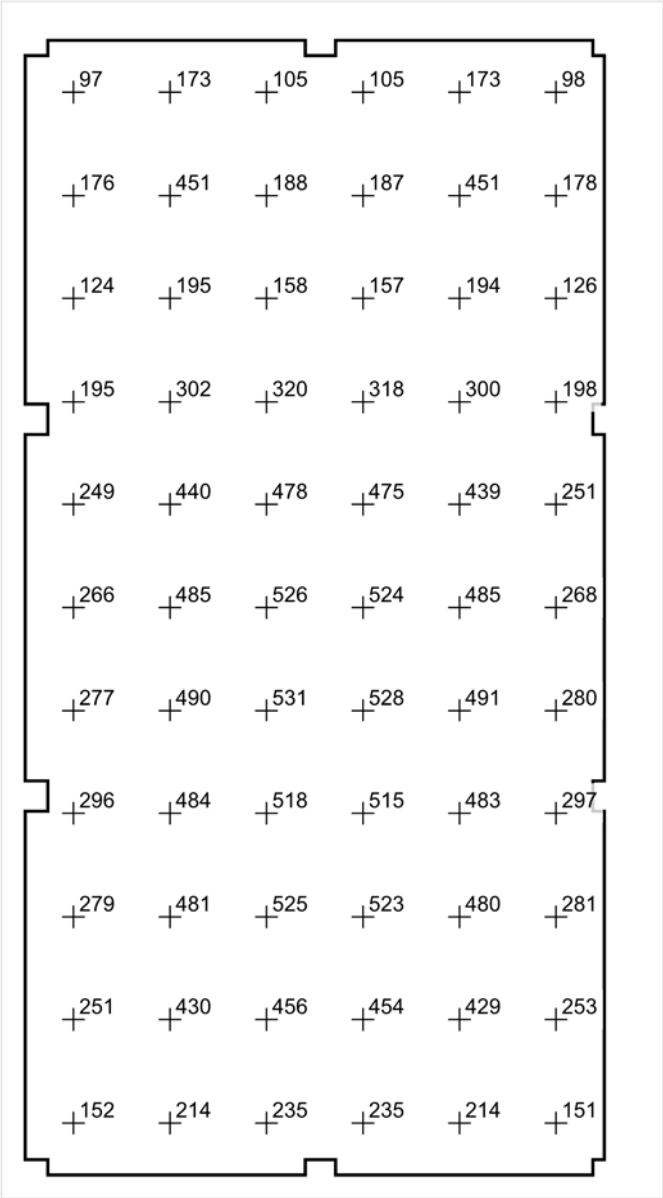 97 173 105 105 173 98
176 451 188 187 451 178
124 195 158 157 194 126
195 302 320 318 300 198
249 440 478 475 439 251
266 485 526 524 485 268
277 490 531 528 491 280
296 484 518 515 483 297
279 481 525 523 480 281
251 430 456 454 429 253
152 214 235 235 214 151